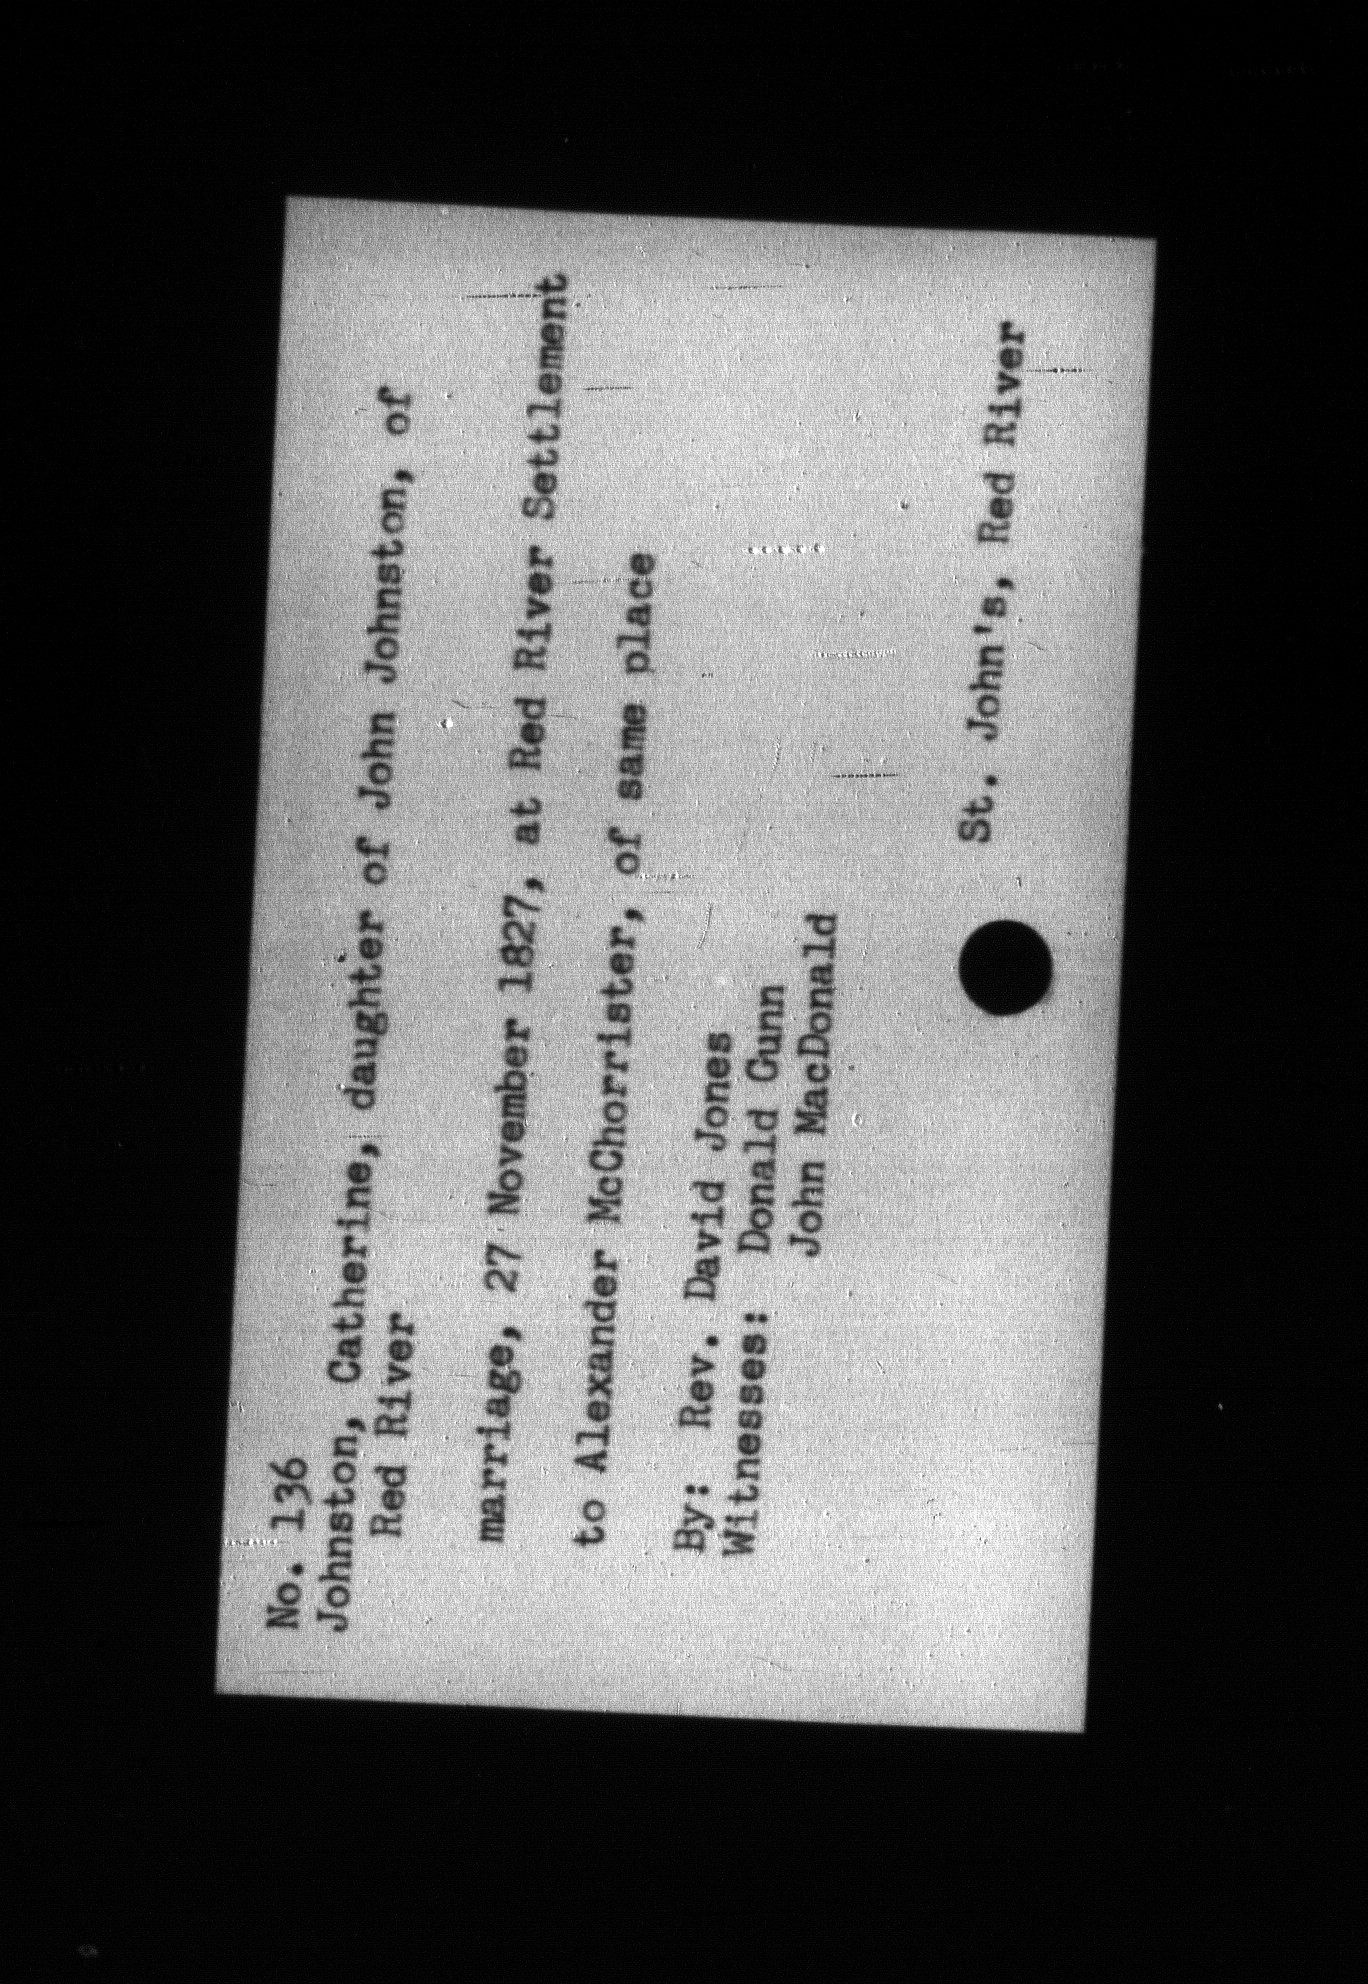 No. 136
Johnston, Catherine, daughter of John Johnston, of
Red River
marriage, 27 November 1827, at Red River Settlement
to Alexander McChorrister, of same place
By: Rev. David Jones
Witnesses: Donald Gunn
John MacDonald
St. John's, Red River